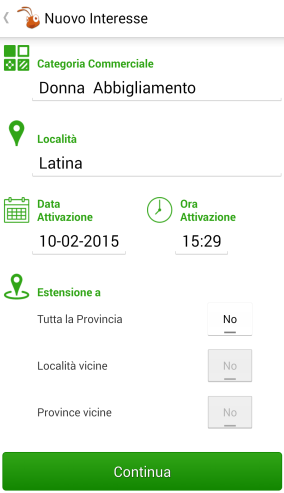 Nuovo Interesse
Categoria Commerciale
Donna Abbigliamento
Località
Latina
Data
Attivazione
Ora
Attivazione
10-02-2015
15:29
Estensione a
Tutta la Provincia
No
Località vicine
No
Province vicine
No
Continua